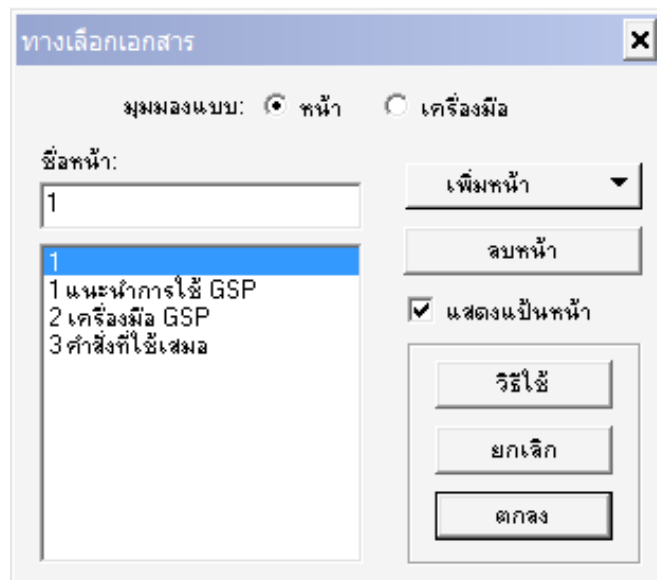 ทางเลือกเอกสาร
มุมมองแบบ: หน้า เครื่องมือ
ชื่อหน้า:
1
เพิ่มหน้า
ลบหน้า
1
1 แนะนำการใช้ GSP
2 เครื่องมือ GSP
3 คำสั่งที่ใช้เสมอ
แสดงแป้นหน้า
วิธีใช้
ยกเลิก
ตกลง